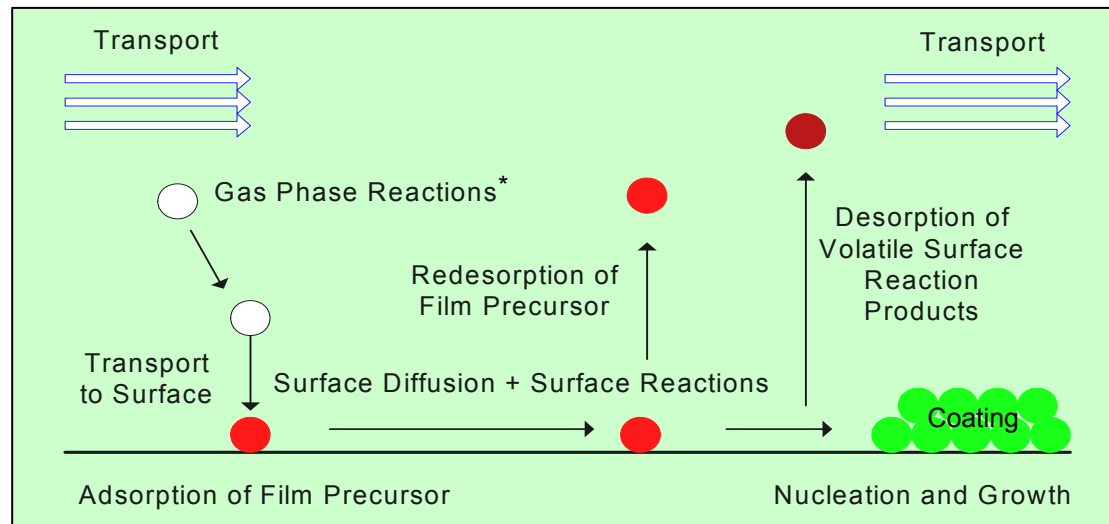 Transport
Transport
Gas Phase Reactions*
Desorption of
Volatile Surface
Reaction
Products
Redesorption of
Film Precursor
Transport
to Surface
Surface Diffusion + Surface Reactions
Coating
Adsorption of Film Precursor
Nucleation and Growth